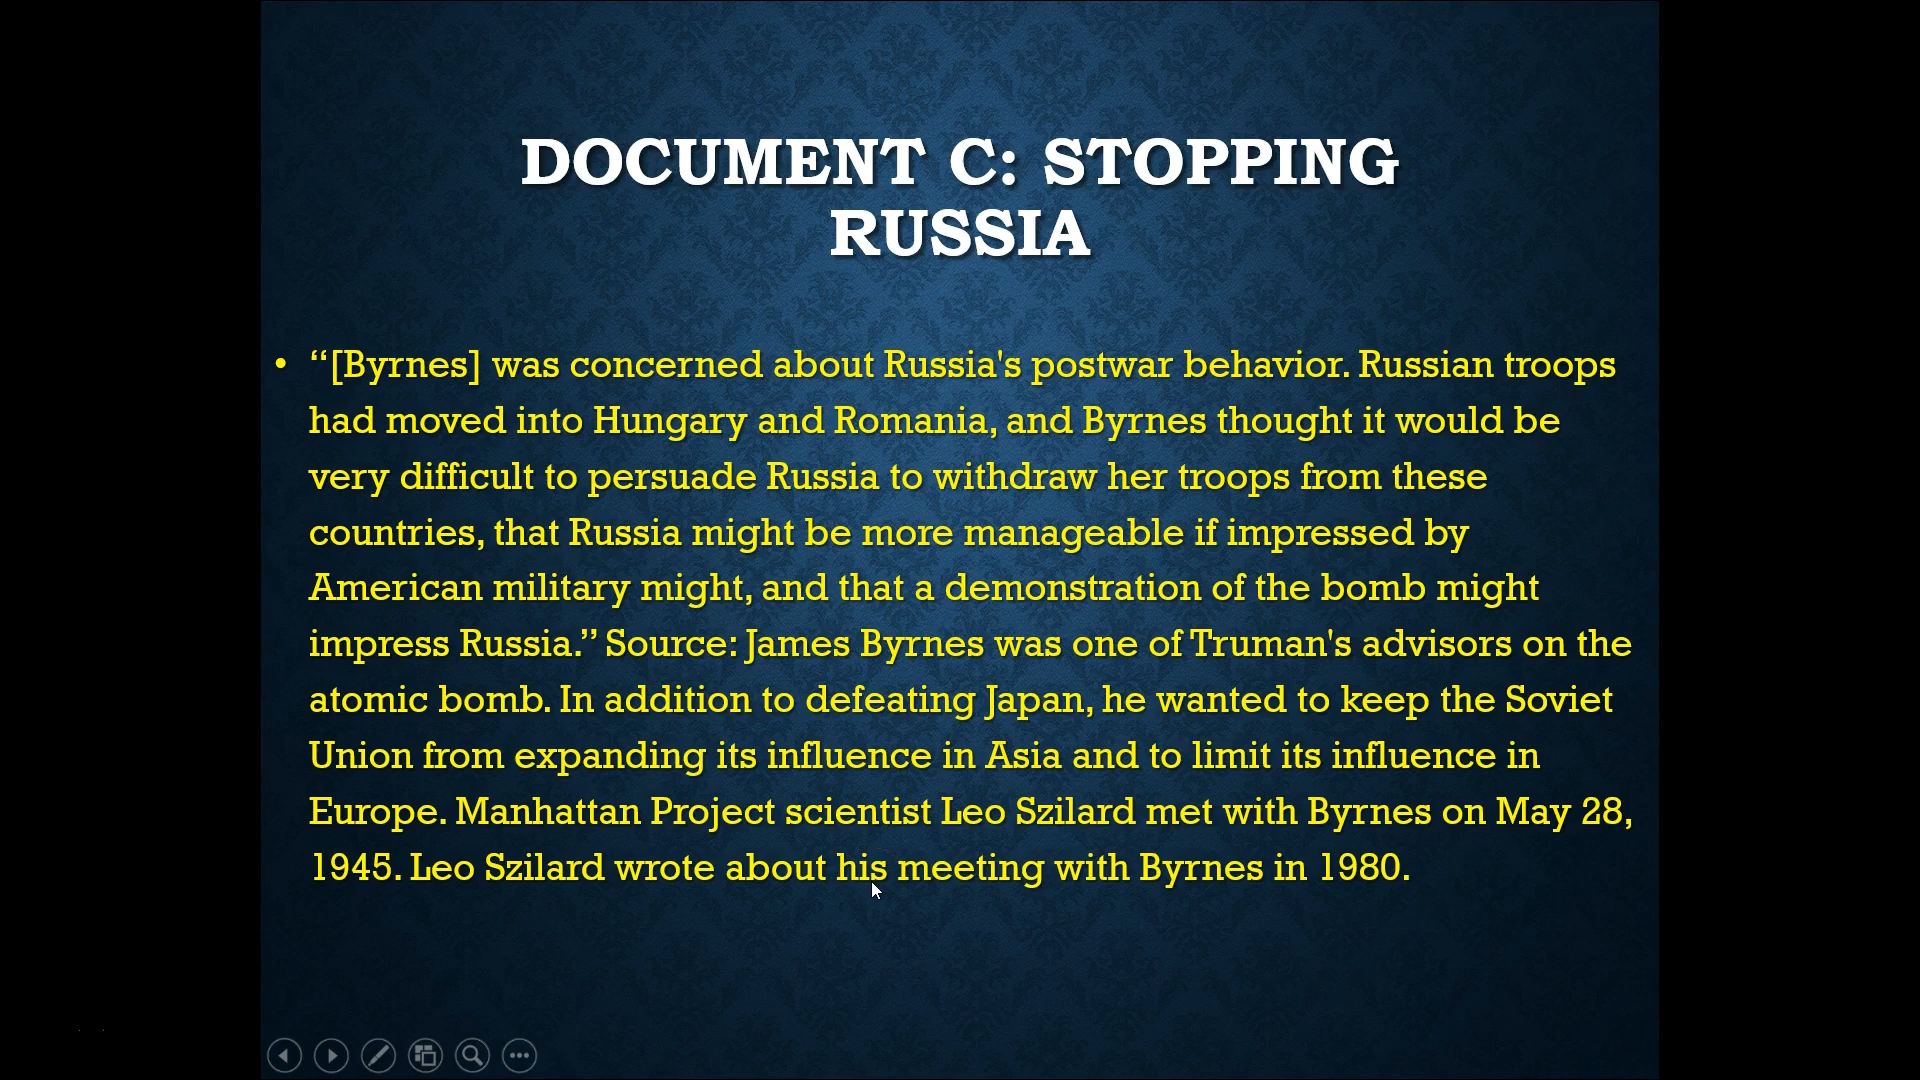 DOCUMENT C: STOPPING
RUSSIA
• “[Byrnes] was concerned about Russia's postwar behavior. Russian troops
had moved into Hungary and Romania, and Byrnes thought it would be
very difficult to persuade Russia to withdraw her troops from these
countries, that Russia might be more manageable if impressed by
American military might, and that a demonstration of the bomb might
impress Russia.” Source: James Byrnes was one of Truman's advisors on the
atomic bomb. In addition to defeating Japan, he wanted to keep the Soviet
Union from expanding its influence in Asia and to limit its influence in
Europe. Manhattan Project scientist Leo Szilard met with Byrnes on May 28,
1945. Leo Szilard wrote about his meeting with Byrnes in 1980.